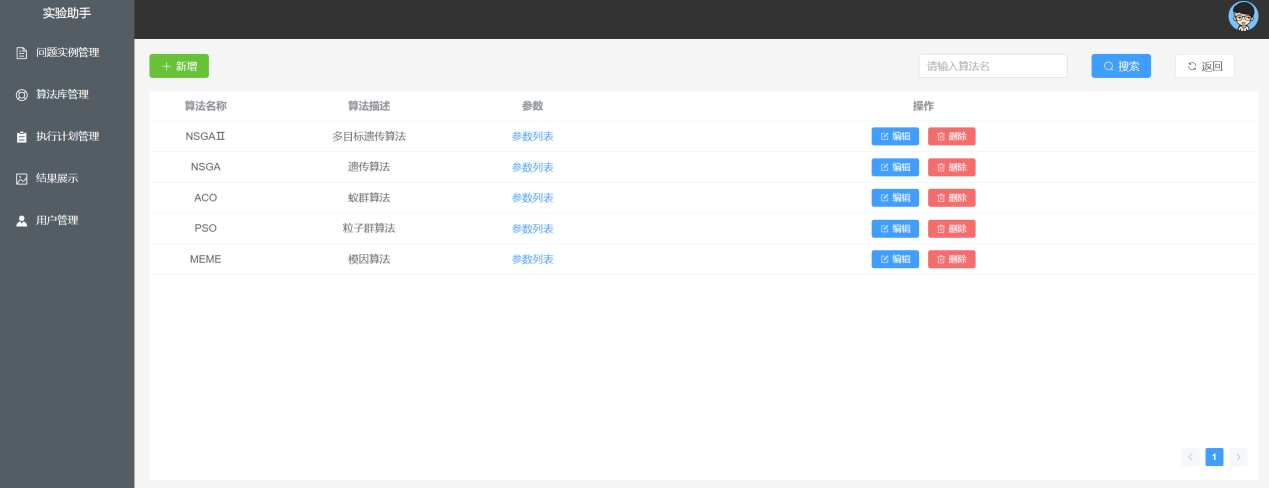 实验助手
问题实例管理
算法库管理
执行计划管理
结果展示
用户管理
新增 请输入算法名 搜索 返回
算法名称 算法描述 参数 操作
NSGAⅡ 多目标遗传算法 参数列表 编辑 删除
NSGA 遗传算法 参数列表 编辑 删除
ACO 蚁群算法 参数列表 编辑 删除
PSO 粒子群算法 参数列表 编辑 删除
MEME 模因算法 参数列表 编辑 删除
1